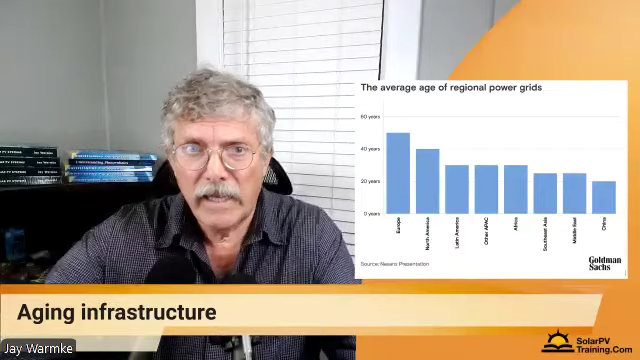 The average age of regional power grids
60 years
40 years
20 years
0 years
Europe
North America
Latin America
Other APAC
Africa
Southeast Asia
Middle East
China
Source: Nexans Presentation
Goldman
Sachs
Aging infrastructure
SolarPV
Training.Com
Jay Warmke